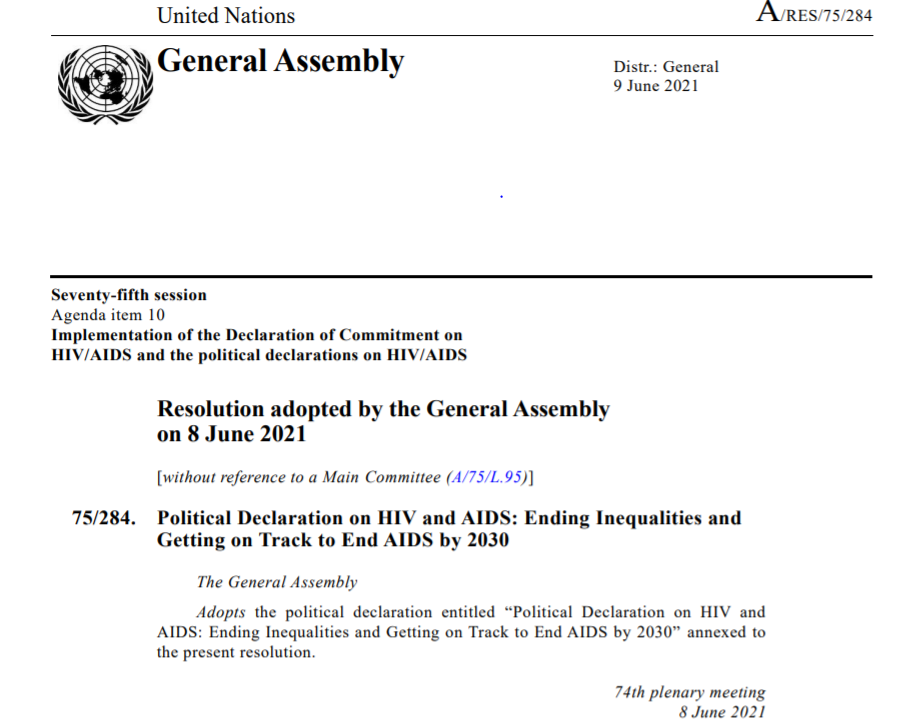 United Nations
A/RES/75/284
General Assembly
Distr.: General
9 June 2021
Seventy-fifth session
Agenda item 10
Implementation of the Declaration of Commitment on
HIV/AIDS and the political declarations on HIV/AIDS
Resolution adopted by the General Assembly
on 8 June 2021
[without reference to a Main Committee (A/75/L.95)]
75/284. Political Declaration on HIV and AIDS: Ending Inequalities and
Getting on Track to End AIDS by 2030
The General Assembly
Adopts the political declaration entitled “Political Declaration on HIV and
AIDS: Ending Inequalities and Getting on Track to End AIDS by 2030” annexed to
the present resolution.
74th plenary meeting
8 June 2021